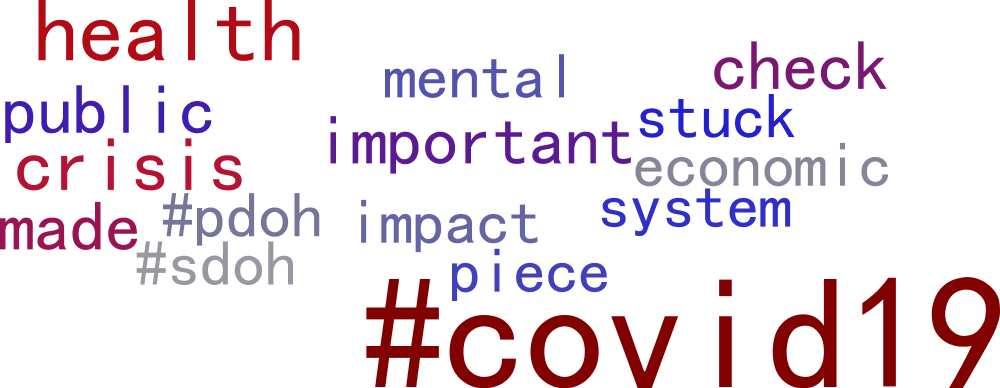 health
mental
check
public
stuck
important
crisis
economic
made
#pdoh
impact
system
#sdoh
piece
#covid19